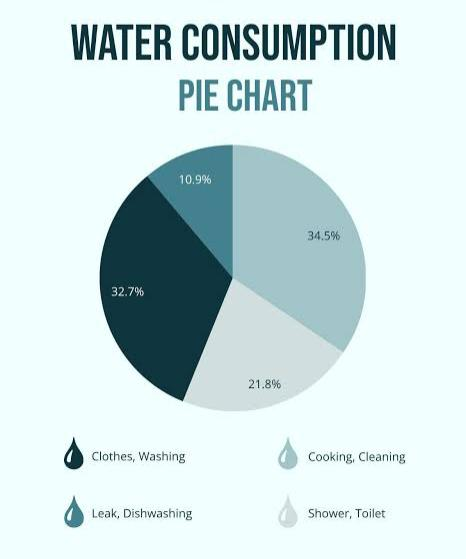 WATER CONSUMPTION
PIE CHART
10.9%
34.5%
32.7%
21.8%
Clothes, Washing
Cooking, Cleaning
Leak, Dishwashing
Shower, Toilet